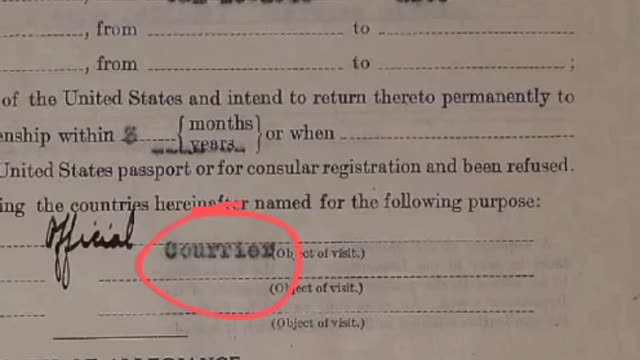 , from to
, from to ;
of the United States and intend to return thereto permanently to
enship within {months} or when
years
United States passport or for consular registration and been refused.
ing the countries hereinafter named for the following purpose:
Official Courrier (Object of visit.)
(Object of visit.)
(Object of visit.)